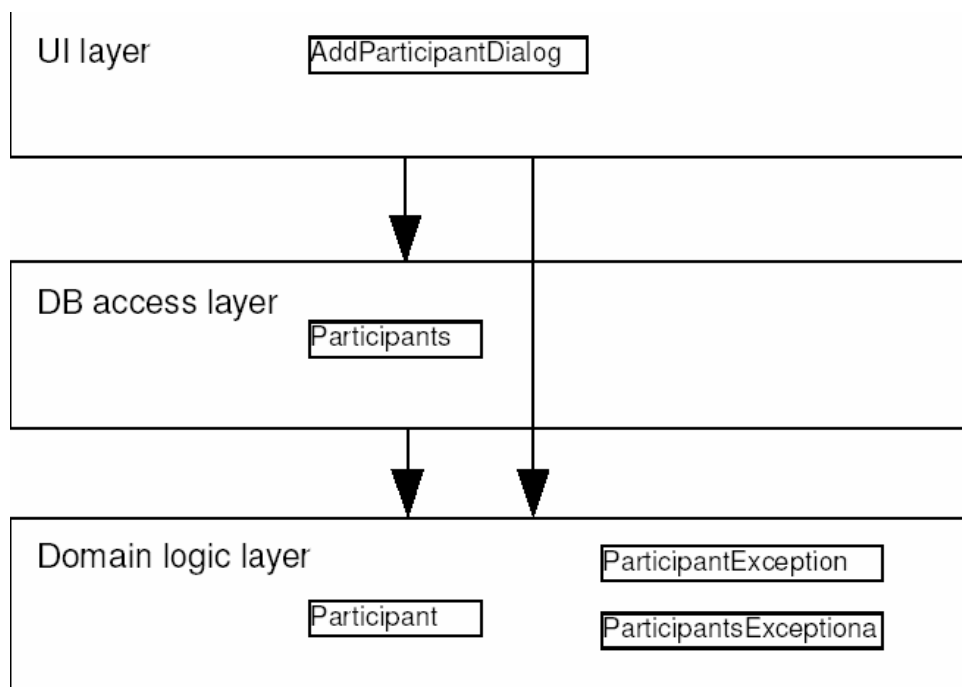 UI layer
AddParticipantDialog
DB access layer
Participants
Domain logic layer
ParticipantException
Participant
ParticipantsExceptiona